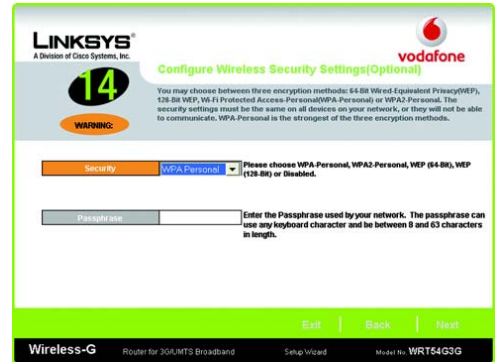 LINKSYS®
A Division of Cisco Systems, Inc.
vodafone
14
WARNING:
Configure Wireless Security Settings(Optional)
You may choose between three encryption methods: 64-Bit Wired-Equivalent Privacy(WEP),
128-Bit WEP, Wi-Fi Protected Access-Personal(WPA-Personal) or WPA2-Personal. The
security settings must be the same on all devices on your network, or they will not be able
to communicate. WPA-Personal is the strongest of the three encryption methods.
Security
WPA Personal
Please choose WPA-Personal, WPA2-Personal, WEP (64-Bit), WEP
(128-Bit) or Disabled.
Passphrase
Enter the Passphrase used by your network. The passphrase can
use any keyboard character and be between 8 and 63 characters
in length.
Exit
Back
Next
Wireless-G
Router for 3G/UMTS Broadband
Setup Wizard
Model No. WRT54G3G